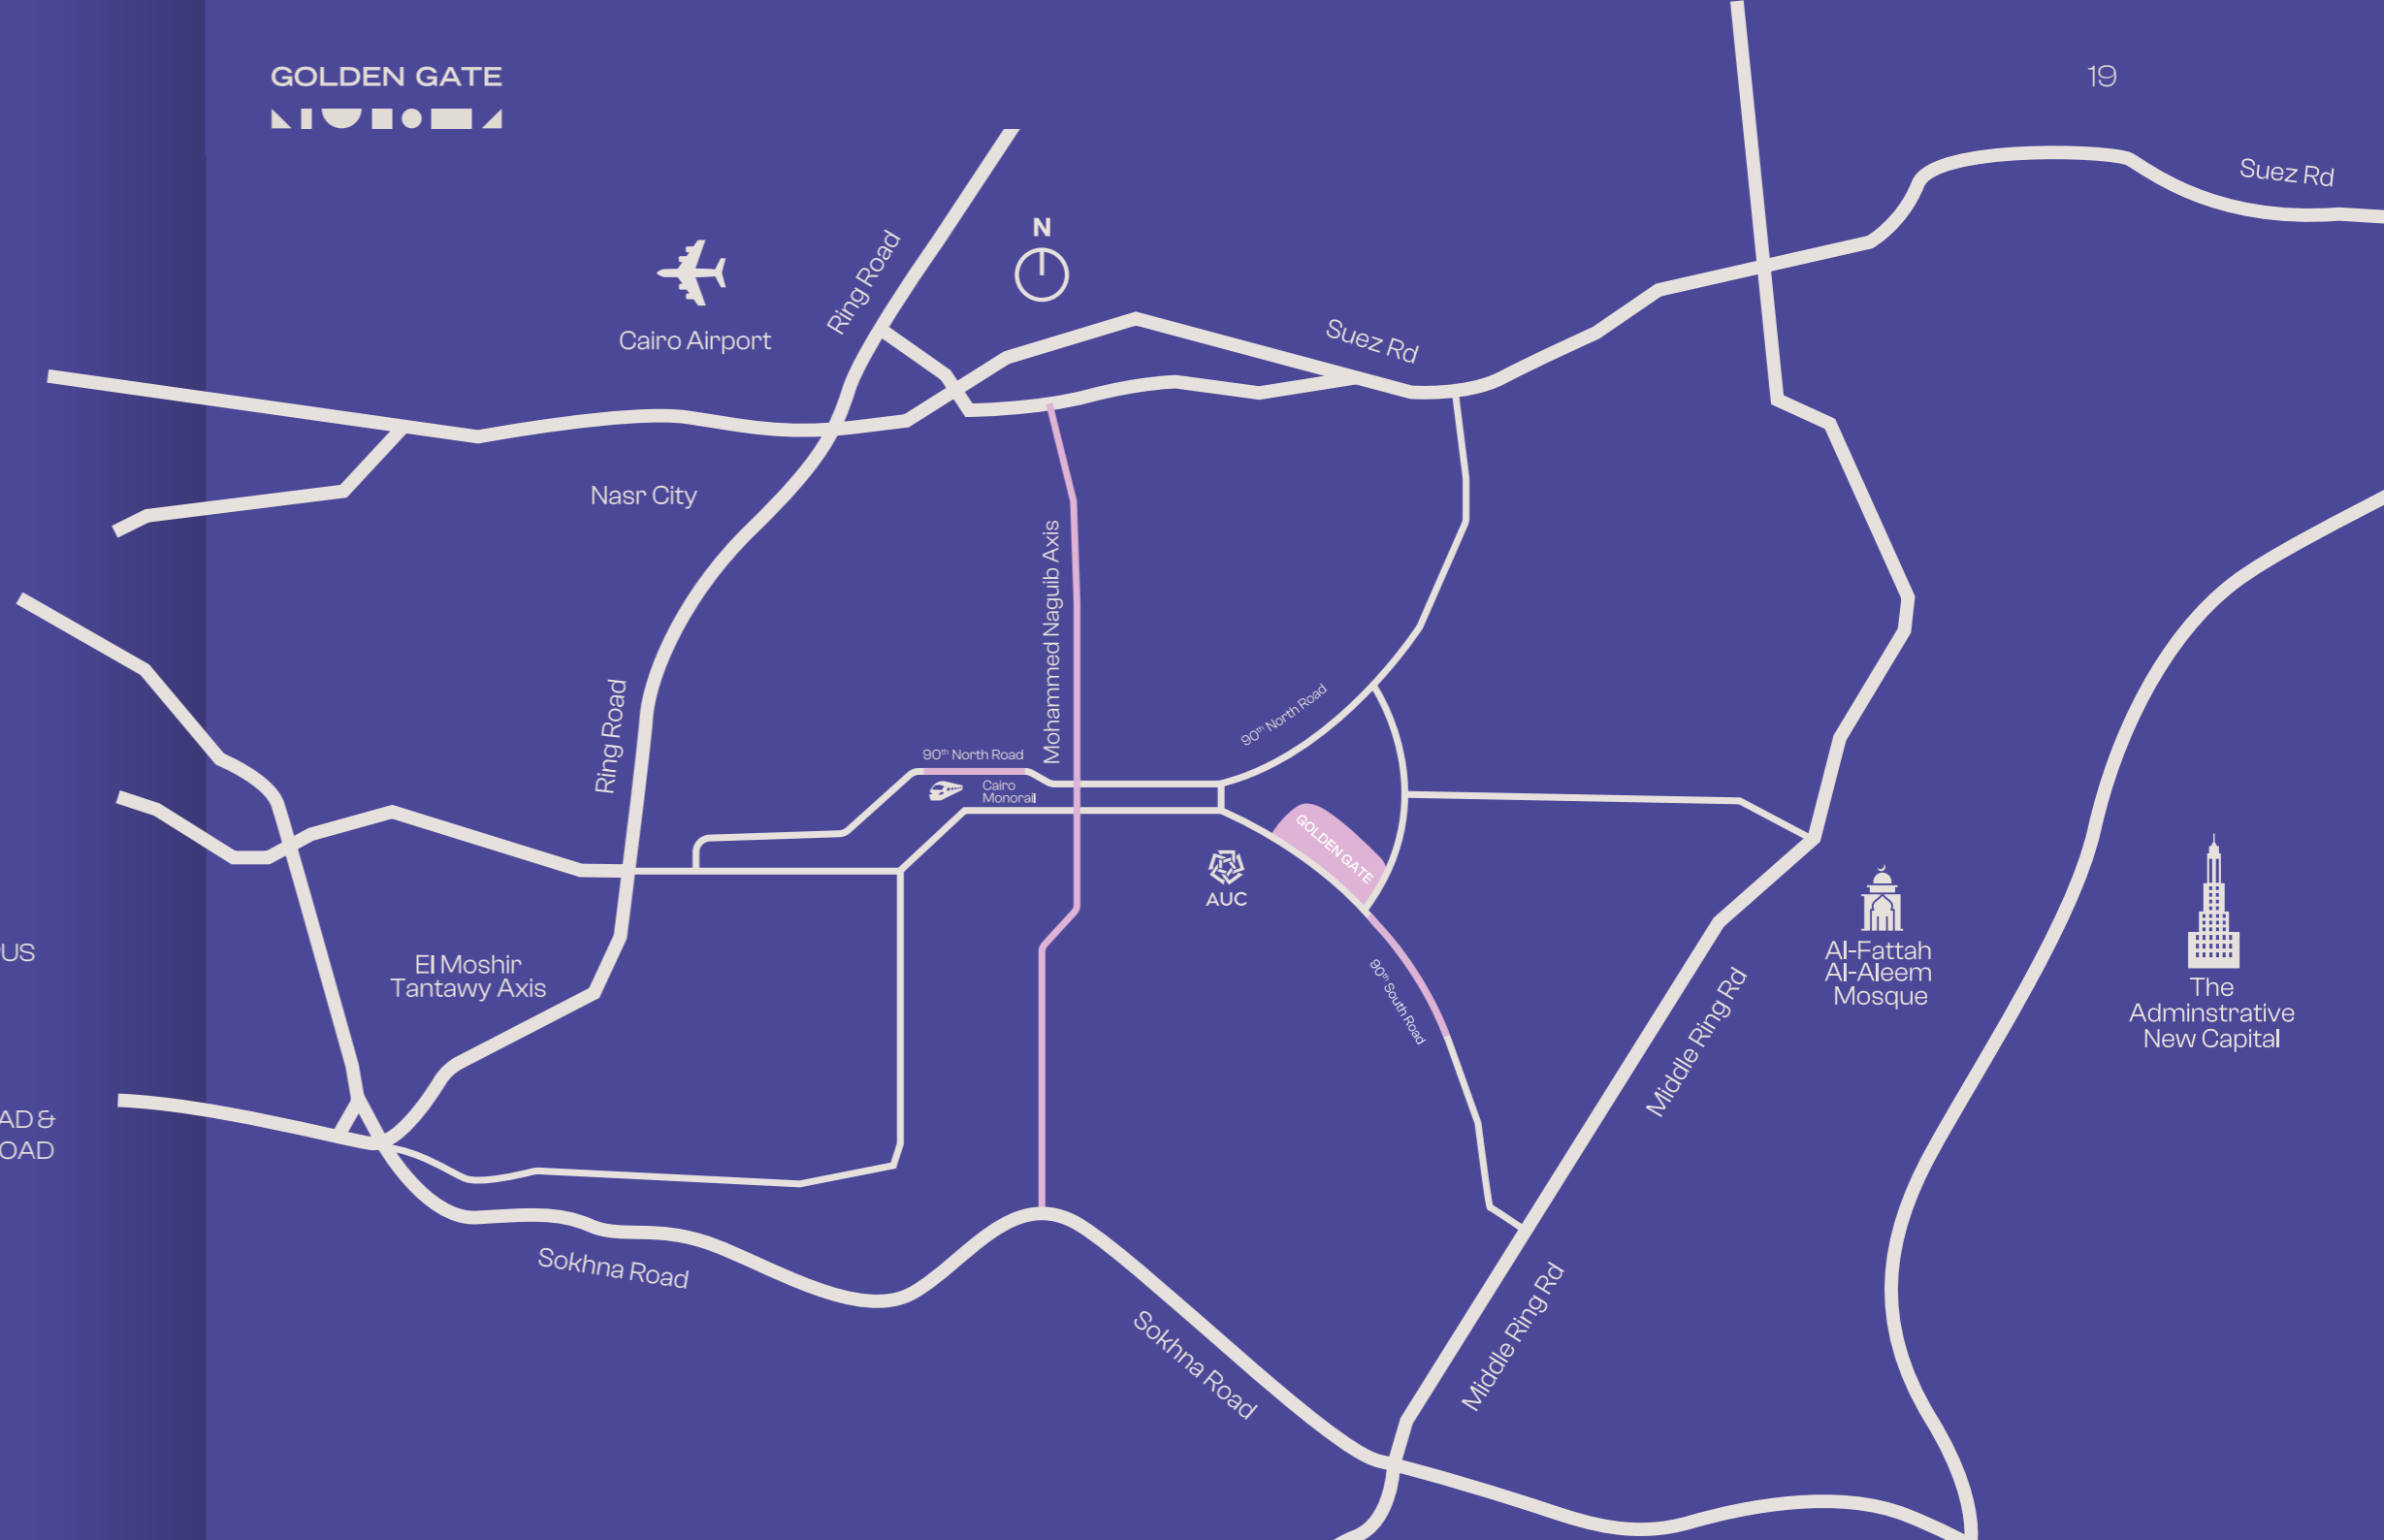 GOLDEN GATE
19
Suez Rd
N
Ring Road
Cairo Airport
Suez Rd
Nasr City
Mohammed Naguib Axis
Ring Road
90th North Road
90th North Road
Cairo
Monorail
GOLDEN GATE
AUC
US
El Moshir
Tantawy Axis
90th South Road
Al-Fattah
Al-Aleem
Mosque
The
Adminstrative
New Capital
Middle Ring Rd
AD &
OAD
Sokhna Road
Sokhna Road
Middle Ring Rd